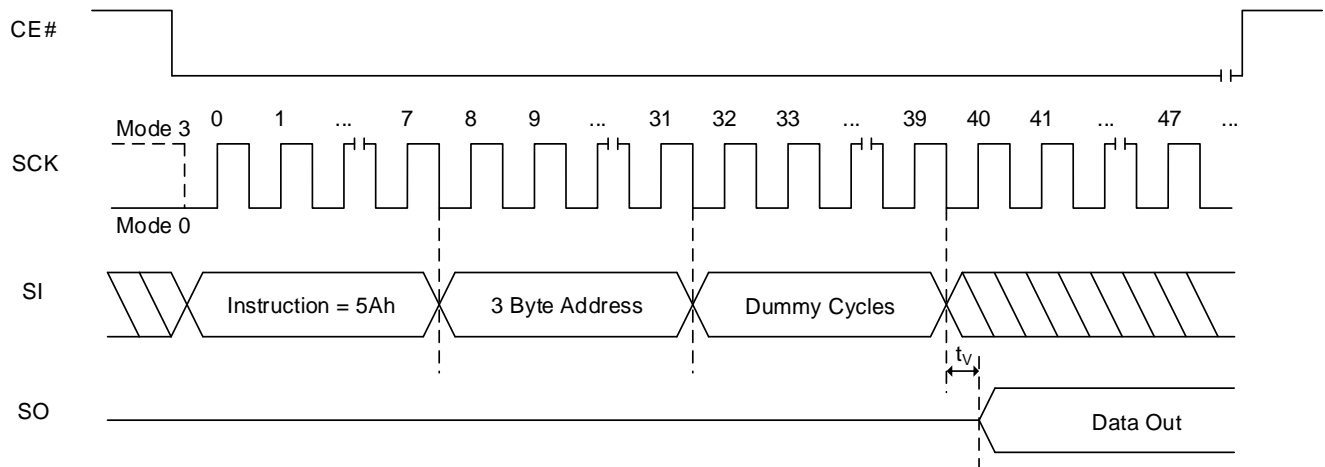 CE#
Mode 3
0 1 ... 7 8 9 ... 31 32 33 ... 39 40 41 ... 47 ...
SCK
Mode 0
SI
Instruction = 5Ah
3 Byte Address
Dummy Cycles
tV
SO
Data Out